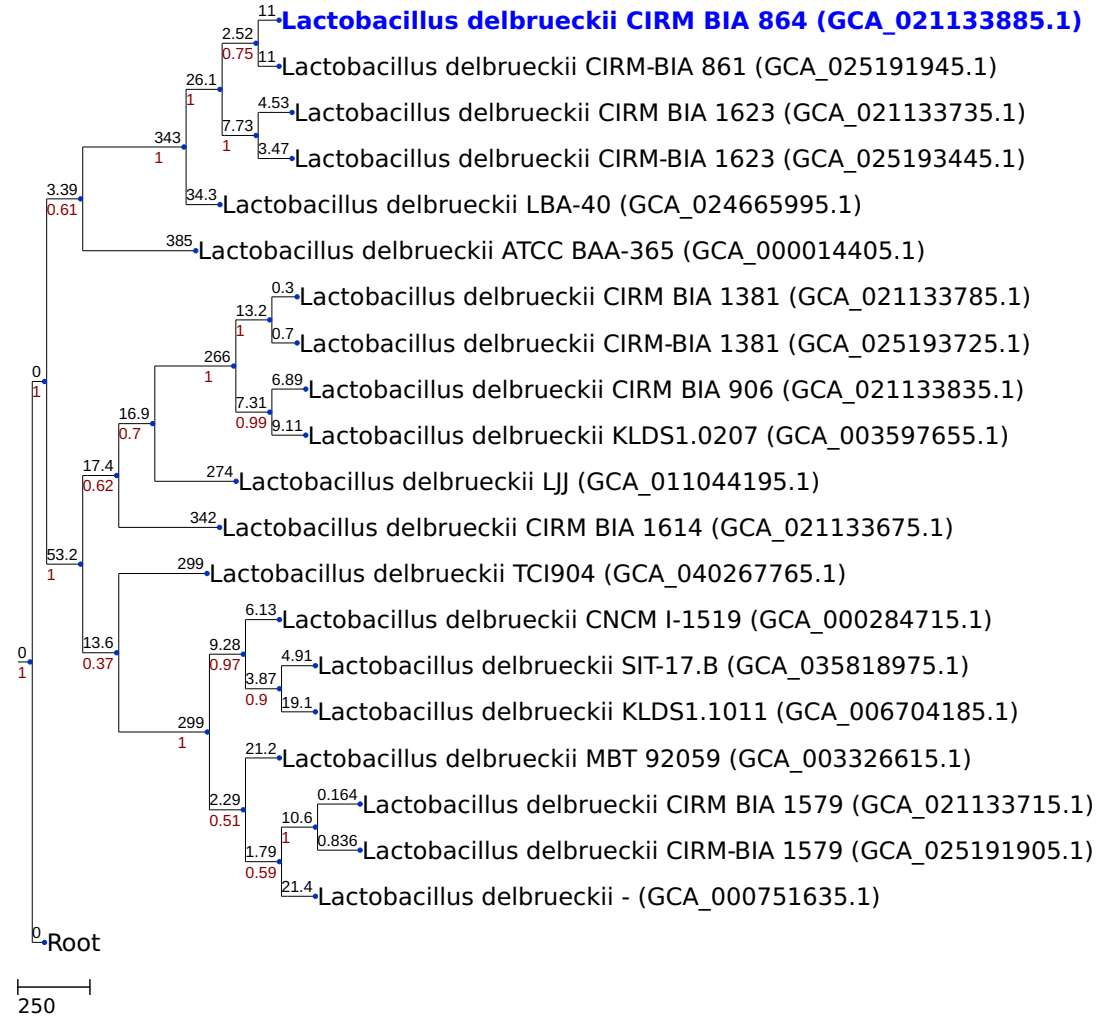 11
Lactobacillus delbrueckii CIRM BIA 864 (GCA_021133885.1)
2.52
0.75
11
Lactobacillus delbrueckii CIRM-BIA 861 (GCA_025191945.1)
26.1
1
4.53
Lactobacillus delbrueckii CIRM BIA 1623 (GCA_021133735.1)
7.73
1
3.47
Lactobacillus delbrueckii CIRM-BIA 1623 (GCA_025193445.1)
343
1
34.3
Lactobacillus delbrueckii LBA-40 (GCA_024665995.1)
3.39
0.61
385
Lactobacillus delbrueckii ATCC BAA-365 (GCA_000014405.1)
0.3
Lactobacillus delbrueckii CIRM BIA 1381 (GCA_021133785.1)
13.2
1
0.7
Lactobacillus delbrueckii CIRM-BIA 1381 (GCA_025193725.1)
266
1
0
1
6.89
Lactobacillus delbrueckii CIRM BIA 906 (GCA_021133835.1)
7.31
0.99
9.11
Lactobacillus delbrueckii KLDS1.0207 (GCA_003597655.1)
16.9
0.7
274
Lactobacillus delbrueckii LJJ (GCA_011044195.1)
17.4
0.62
342
Lactobacillus delbrueckii CIRM BIA 1614 (GCA_021133675.1)
53.2
1
299
Lactobacillus delbrueckii TCI904 (GCA_040267765.1)
6.13
Lactobacillus delbrueckii CNCM I-1519 (GCA_000284715.1)
13.6
0.37
9.28
0.97
4.91
Lactobacillus delbrueckii SIT-17.B (GCA_035818975.1)
0
1
3.87
0.9
19.1
Lactobacillus delbrueckii KLDS1.1011 (GCA_006704185.1)
299
1
21.2
Lactobacillus delbrueckii MBT 92059 (GCA_003326615.1)
2.29
0.51
0.164
Lactobacillus delbrueckii CIRM BIA 1579 (GCA_021133715.1)
10.6
1
0.836
Lactobacillus delbrueckii CIRM-BIA 1579 (GCA_025191905.1)
1.79
0.59
21.4
Lactobacillus delbrueckii - (GCA_000751635.1)
0
Root
250